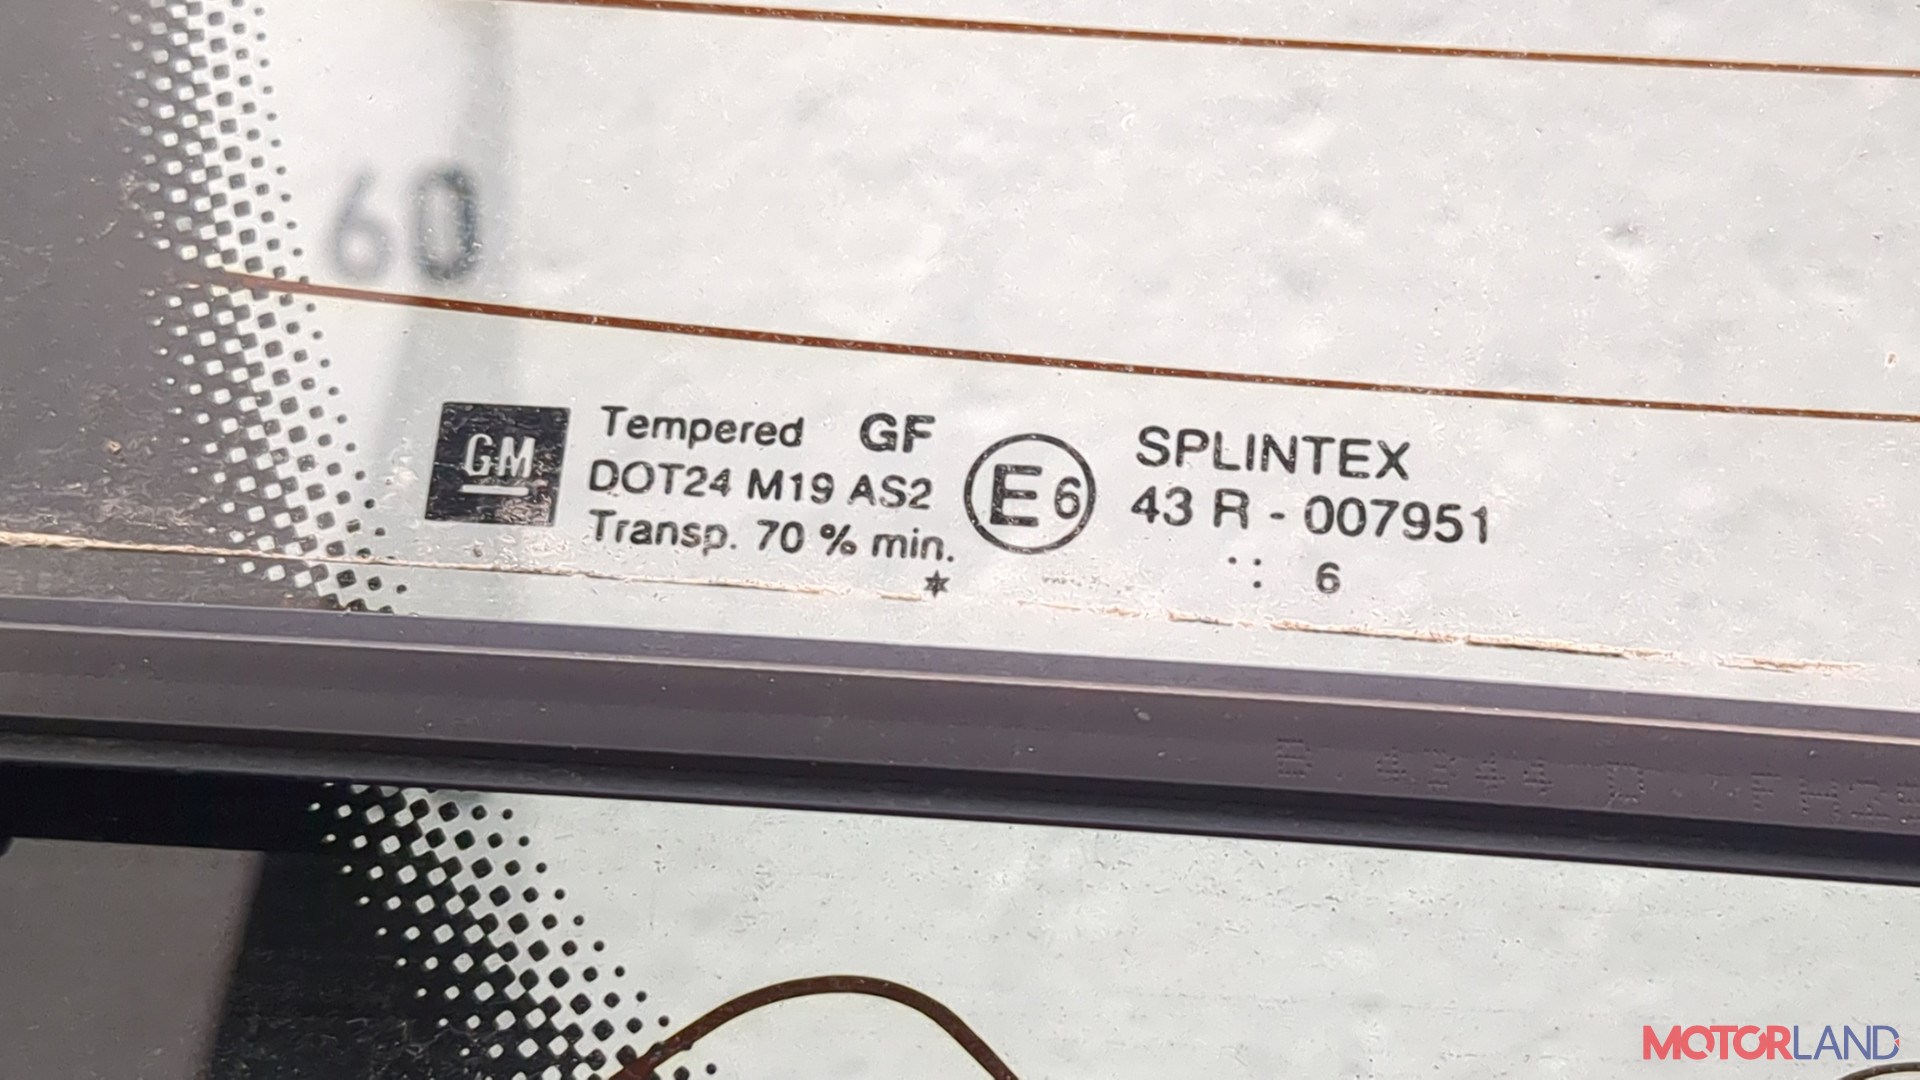 60
GM
Tempered GF
DOT24 M19 AS2
Transp. 70 % min.
E6
SPLINTEX
43 R - 007951
6
MOTORLAND